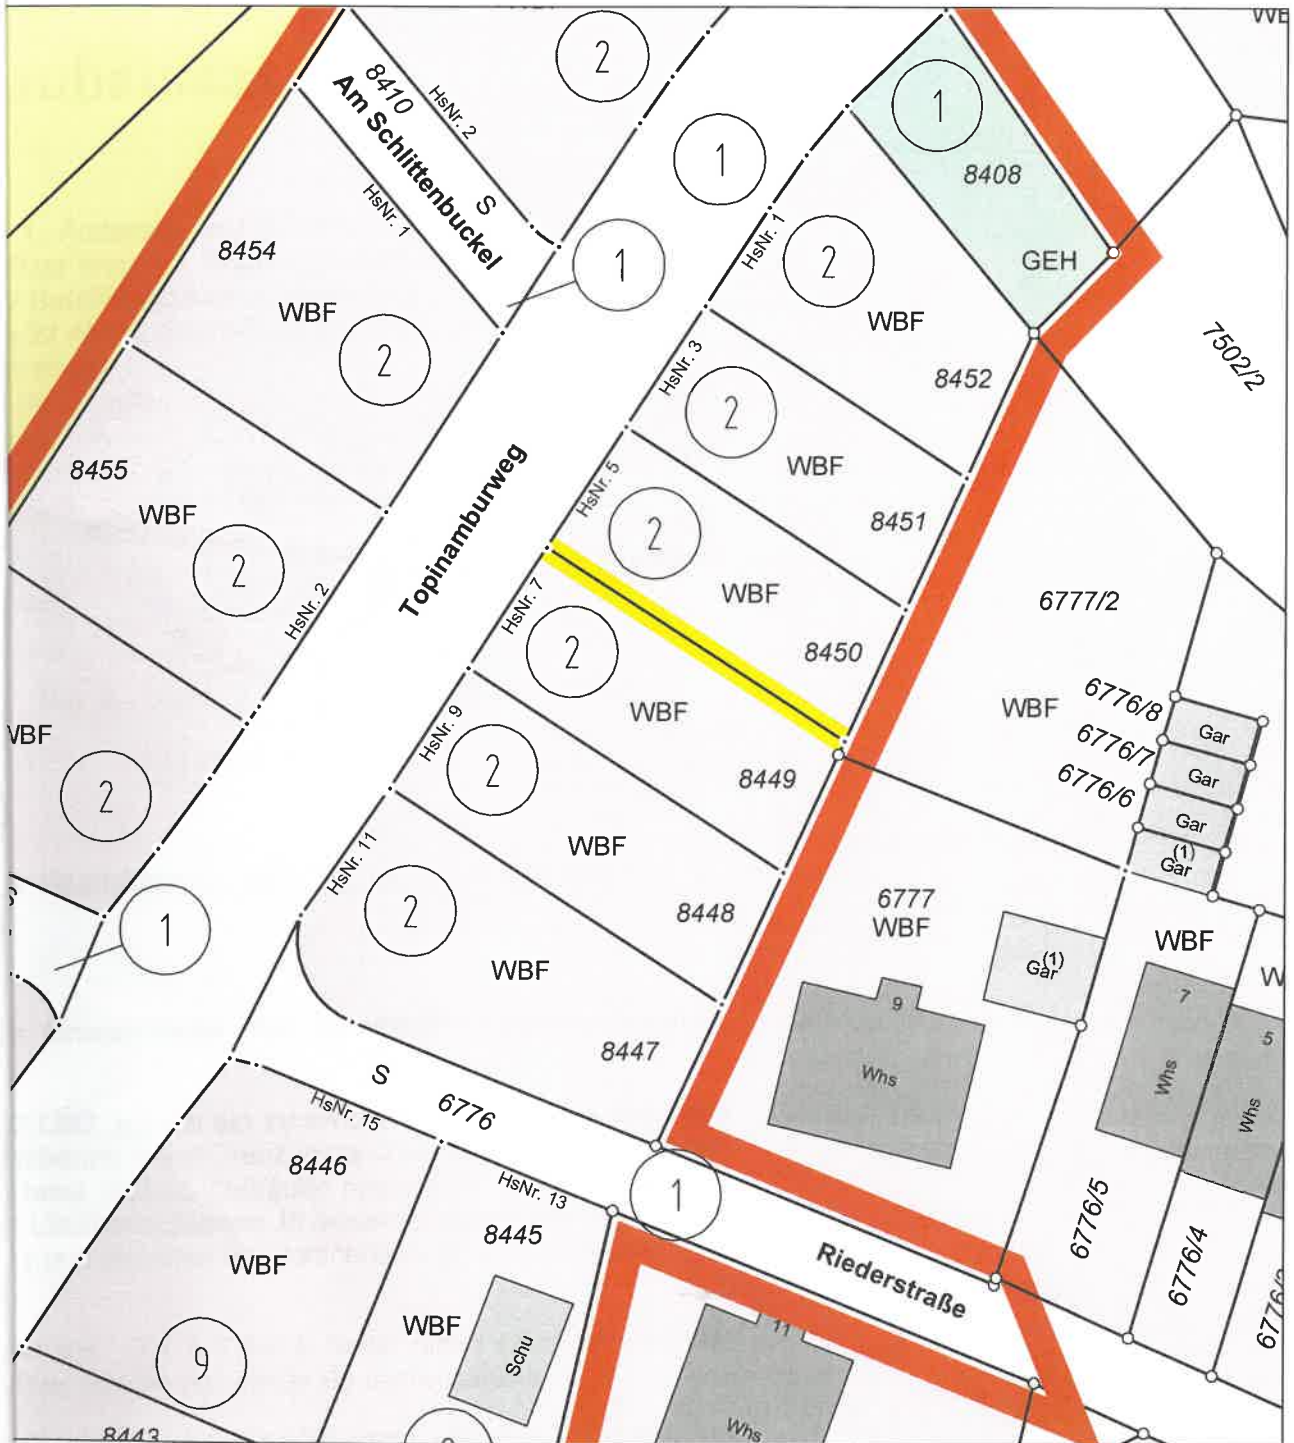 2
8410
Am Schlittenbuckel
S
HsNr. 2
HsNr. 1
1
1
1
8408
GEH
8454
WBF
2
HsNr. 1
2
WBF
8452
7502/2
HsNr. 3
2
WBF
8451
8455
WBF
2
HsNr. 2
Topinamburweg
HsNr. 5
2
WBF
8450
6777/2
WBF
HsNr. 7
2
WBF
8449
6776/8
6776/7
6776/6
Gar
Gar
Gar
(1)
Gar
WBF
2
HsNr. 9
2
WBF
8448
6777
WBF
(1)
Gar
WBF
1
HsNr. 11
2
WBF
8447
9
Whs
7
Whs
5
Whs
S
6776
HsNr. 15
8446
WBF
HsNr. 13
8445
WBF
1
Riederstraße
6776/5
6776/4
9
Schu
11
Whs
8443